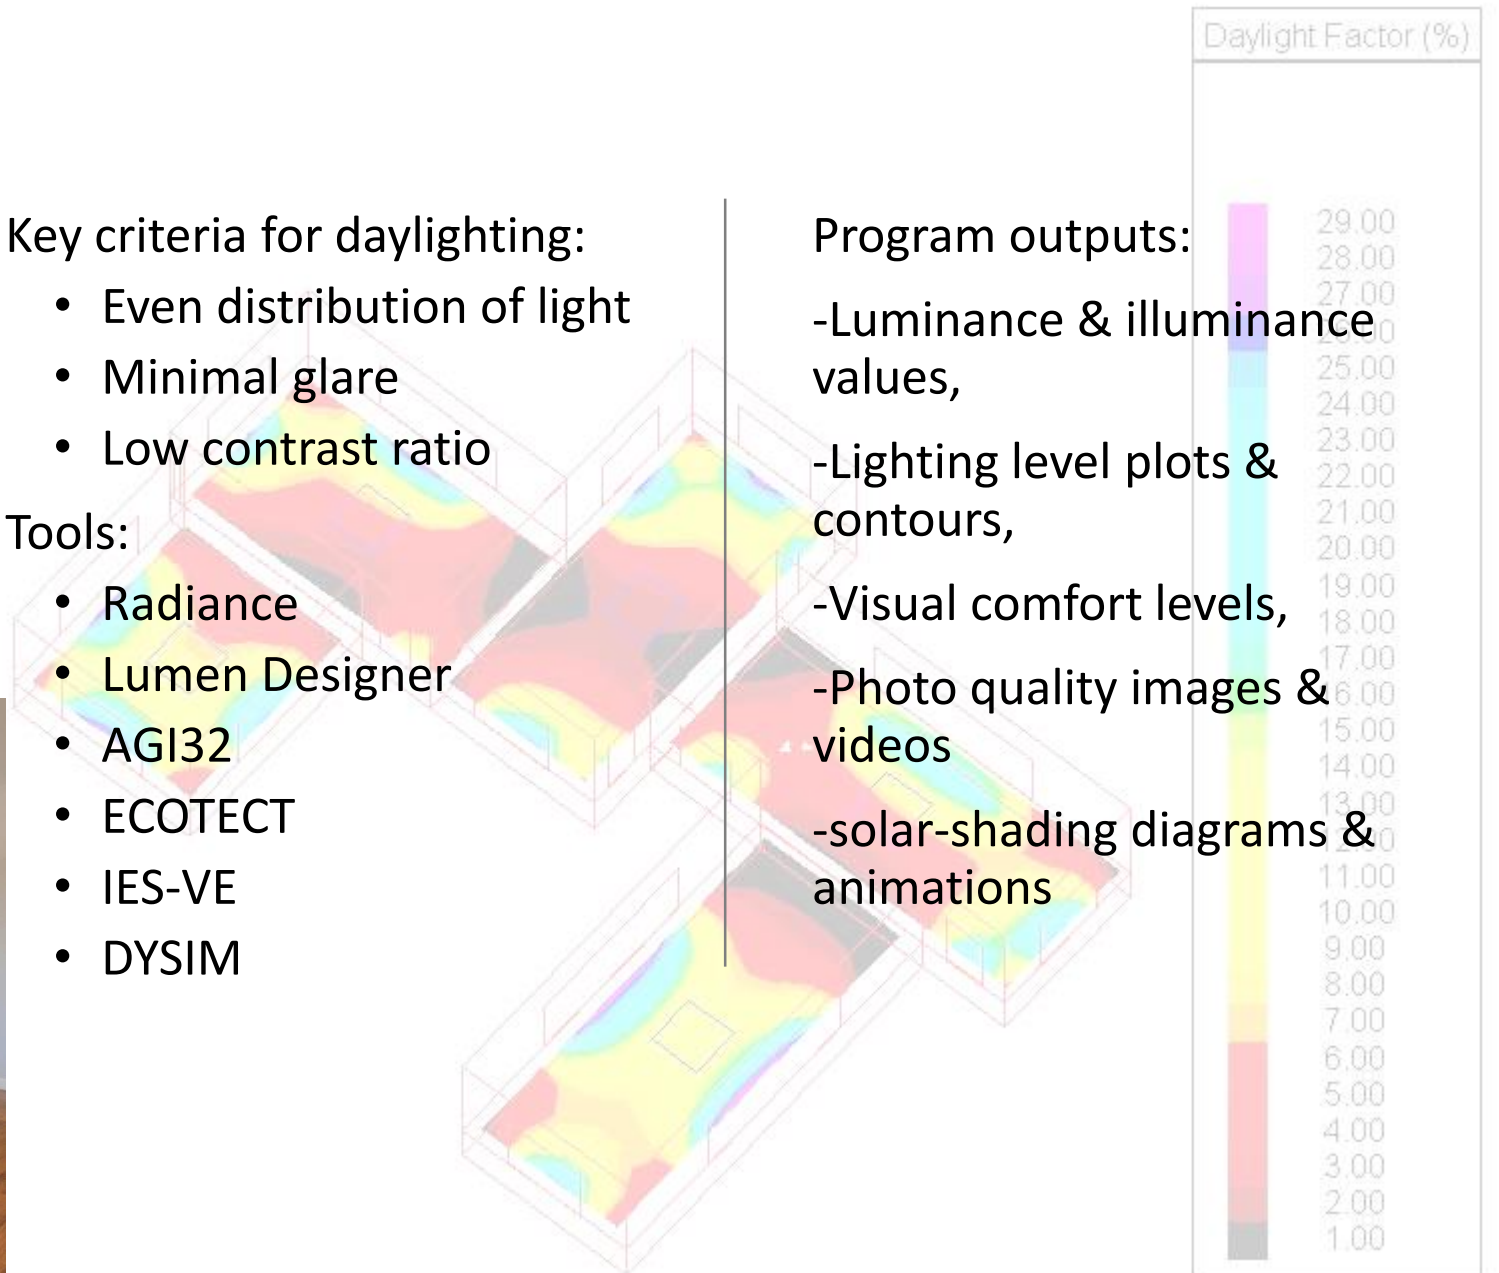 Daylight Factor (%)
Key criteria for daylighting:
• Even distribution of light
• Minimal glare
• Low contrast ratio
Tools:
• Radiance
• Lumen Designer
• AGI32
• ECOTECT
• IES-VE
• DYSIM
Program outputs:
-Luminance & illuminance
values,
-Lighting level plots &
contours,
-Visual comfort levels,
-Photo quality images &
videos
-solar-shading diagrams &
animations
29.00
28.00
27.00
25.00
24.00
23.00
22.00
21.00
20.00
19.00
18.00
17.00
15.00
14.00
13.00
11.00
10.00
9.00
8.00
7.00
6.00
5.00
4.00
3.00
2.00
1.00